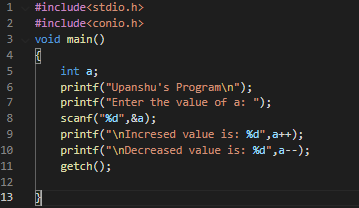 1 #include<stdio.h>
2 #include<conio.h>
3 void main()
4 {
5 int a;
6 printf("Upanshu's Program\n");
7 printf("Enter the value of a: ");
8 scanf("%d",&a);
9 printf("\nIncresed value is: %d",a++);
10 printf("\nDecreased value is: %d",a--);
11 getch();
12
13 }